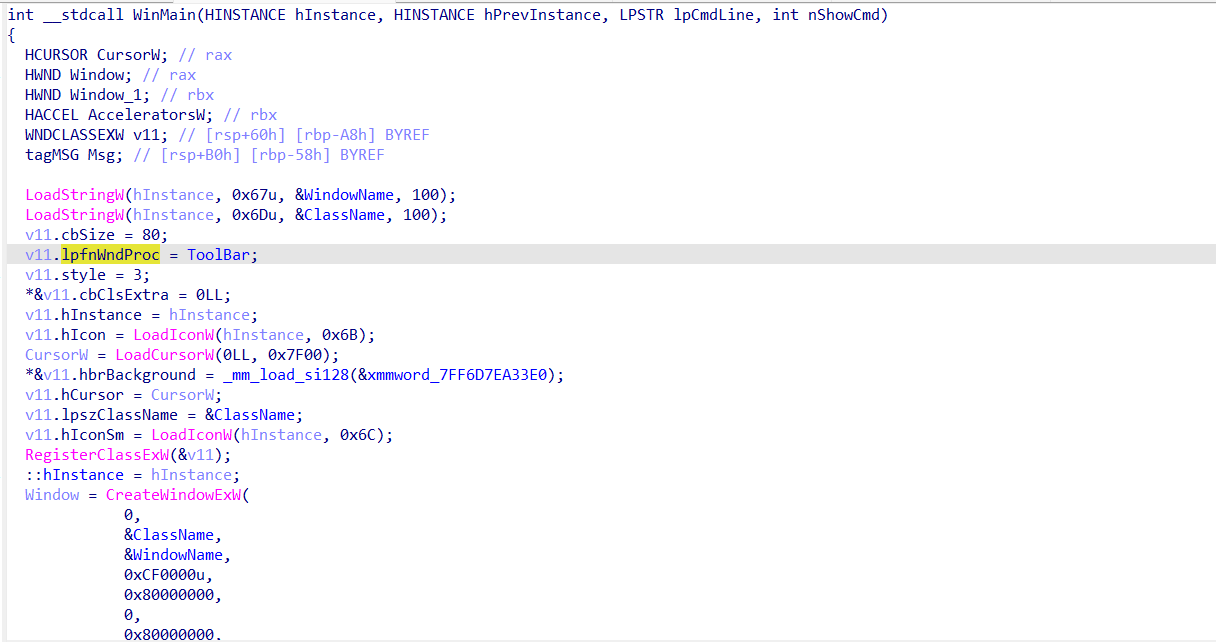 int __stdcall WinMain(HINSTANCE hInstance, HINSTANCE hPrevInstance, LPSTR lpCmdLine, int nShowCmd)
{
  HCURSOR CursorW; // rax
  HWND Window; // rax
  HWND Window_1; // rbx
  HACCEL AcceleratorsW; // rbx
  WNDCLASSEXW v11; // [rsp+60h] [rbp-A8h] BYREF
  tagMSG Msg; // [rsp+B0h] [rbp-58h] BYREF

  LoadStringW(hInstance, 0x67u, &WindowName, 100);
  LoadStringW(hInstance, 0x6Du, &ClassName, 100);
  v11.cbSize = 80;
  v11.lpfnWndProc = ToolBar;
  v11.style = 3;
  *&v11.cbClsExtra = 0LL;
  v11.hInstance = hInstance;
  v11.hIcon = LoadIconW(hInstance, 0x6B);
  CursorW = LoadCursorW(0LL, 0x7F00);
  *&v11.hbrBackground = _mm_load_si128(&xmmword_7FF6D7EA33E0);
  v11.hCursor = CursorW;
  v11.lpszClassName = &ClassName;
  v11.hIconSm = LoadIconW(hInstance, 0x6C);
  RegisterClassExW(&v11);
  ::hInstance = hInstance;
  Window = CreateWindowExW(
             0,
             &ClassName,
             &WindowName,
             0xCF0000u,
             0x80000000,
             0,
             0x80000000,